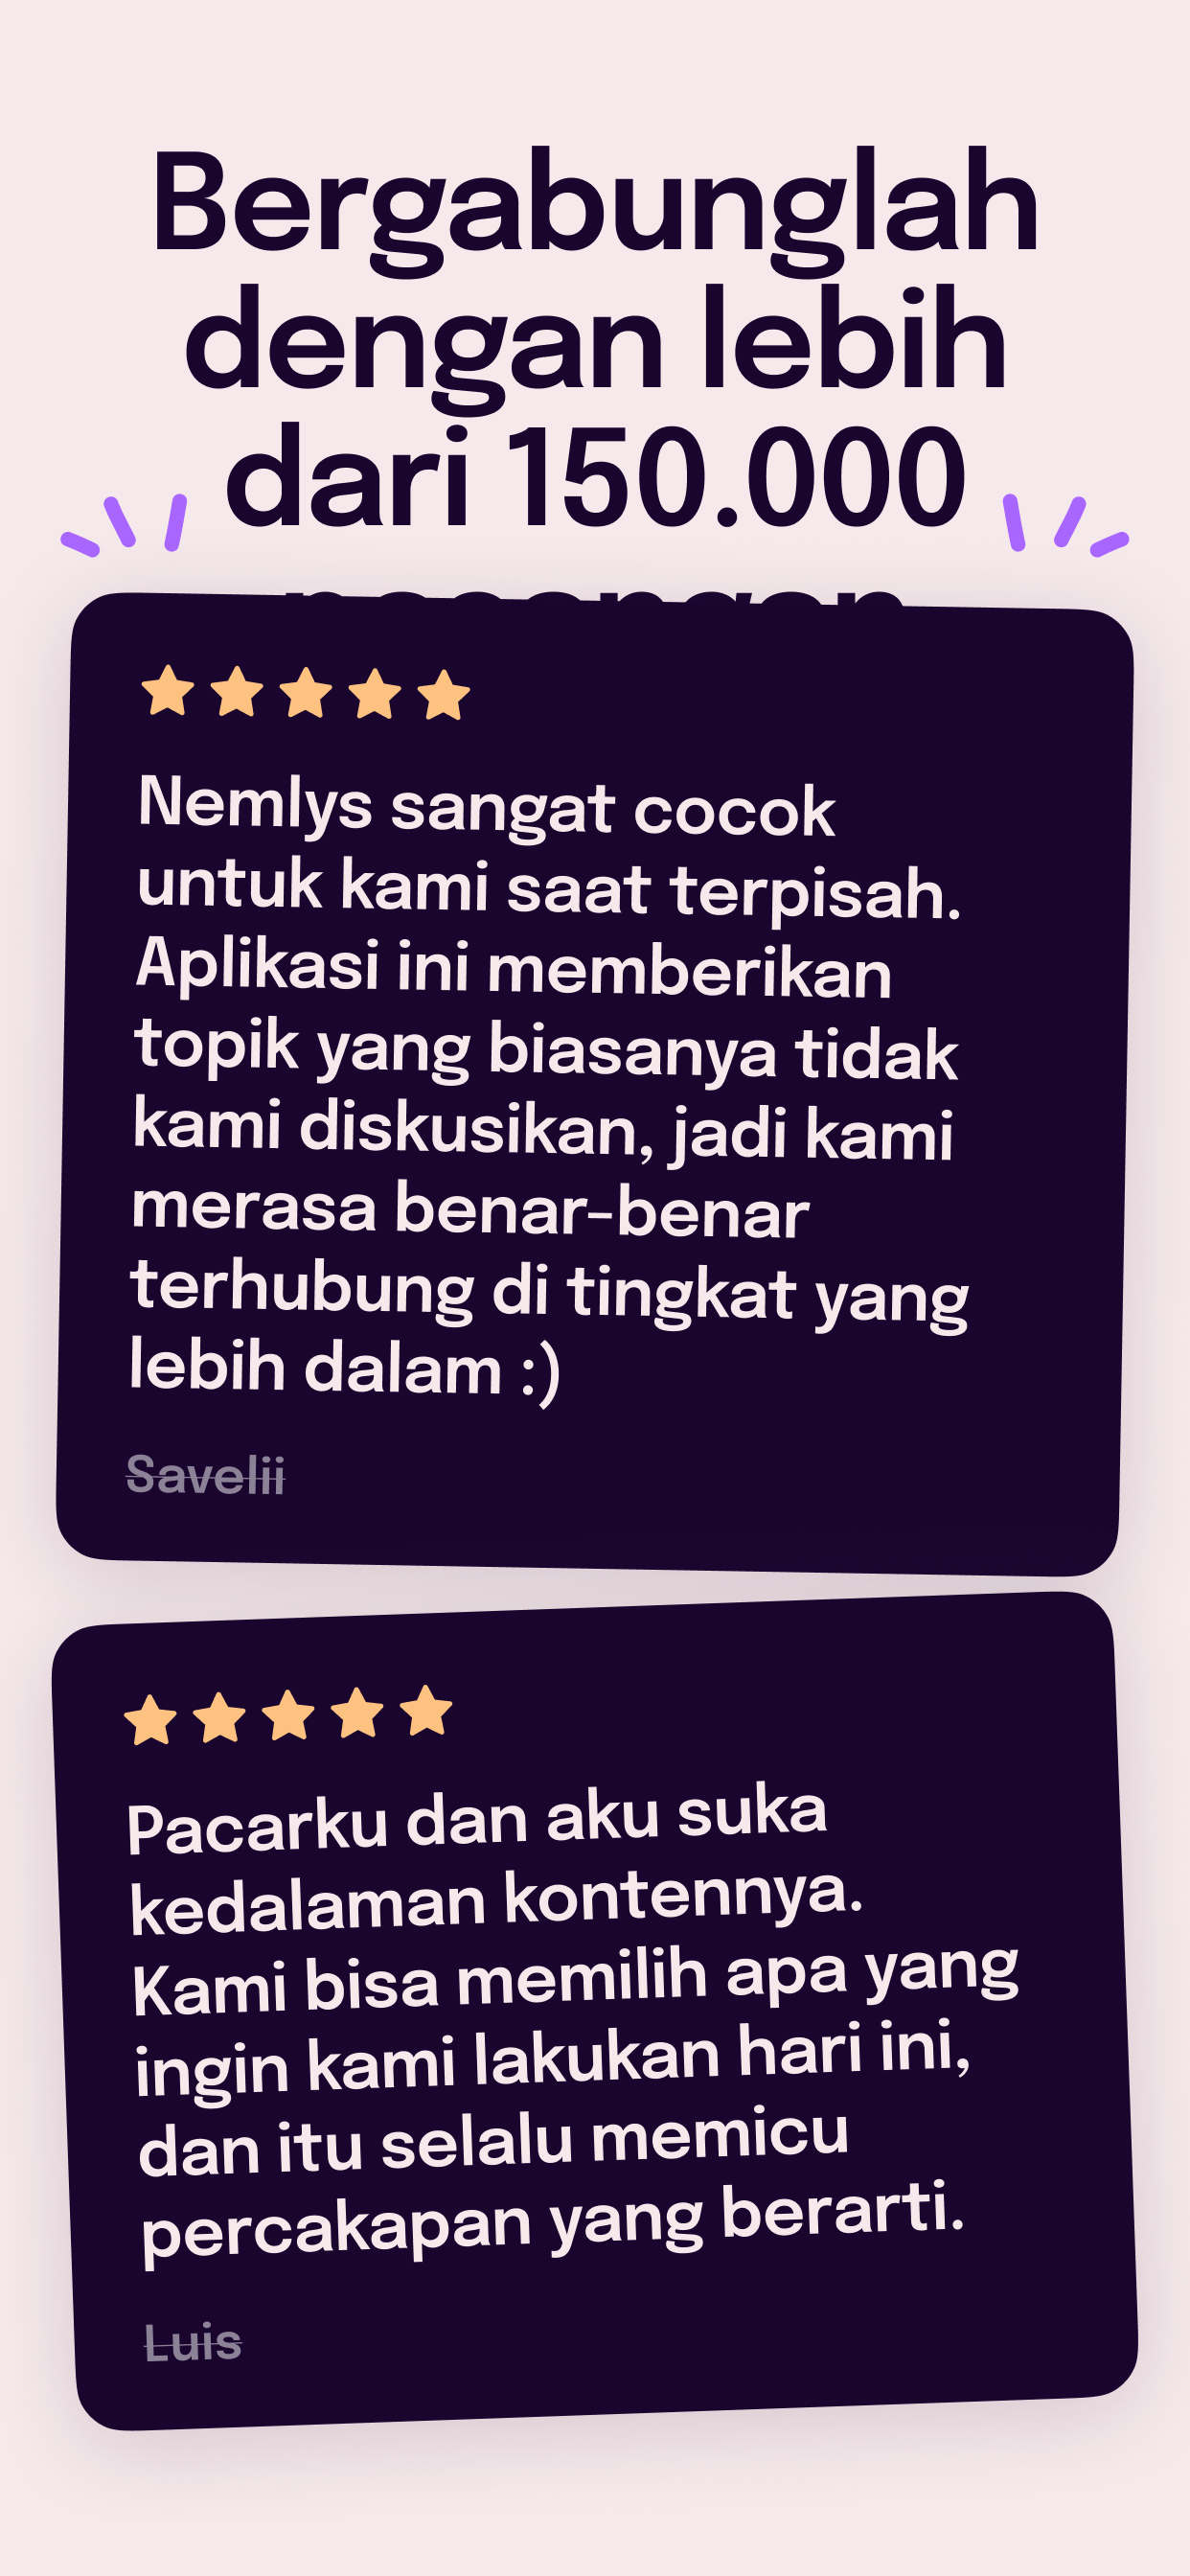 Bergabunglah
dengan lebih
dari 150.000
Nemlys sangat cocok
untuk kami saat terpisah.
Aplikasi ini memberikan
topik yang biasanya tidak
kami diskusikan, jadi kami
merasa benar-benar
terhubung di tingkat yang
lebih dalam :)
Savelii
Pacarku dan aku suka
kedalaman kontennya.
Kami bisa memilih apa yang
ingin kami lakukan hari ini,
dan itu selalu memicu
percakapan yang berarti.
Luis